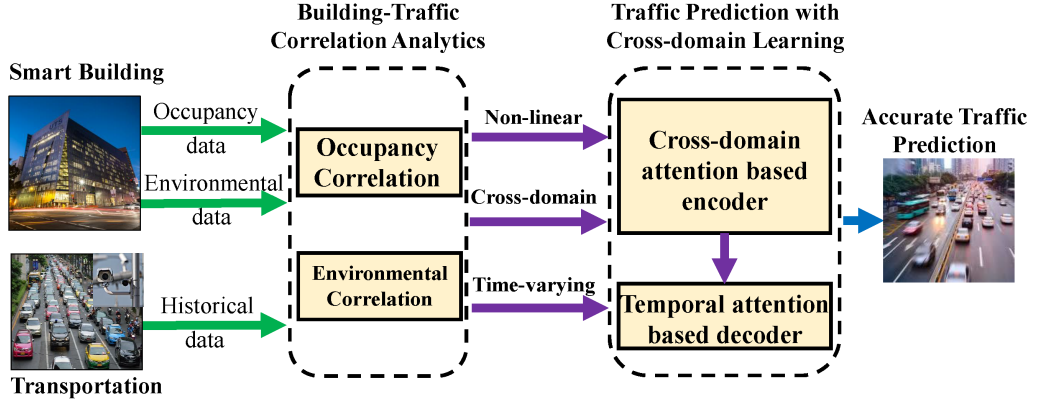 Building-Traffic
Correlation Analytics
Traffic Prediction with
Cross-domain Learning
Smart Building
Occupancy
data
Environmental
data
Historical
data
Transportation
Occupancy
Correlation
Environmental
Correlation
Non-linear
Cross-domain
Time-varying
Cross-domain
attention based
encoder
Temporal attention
based decoder
Accurate Traffic
Prediction